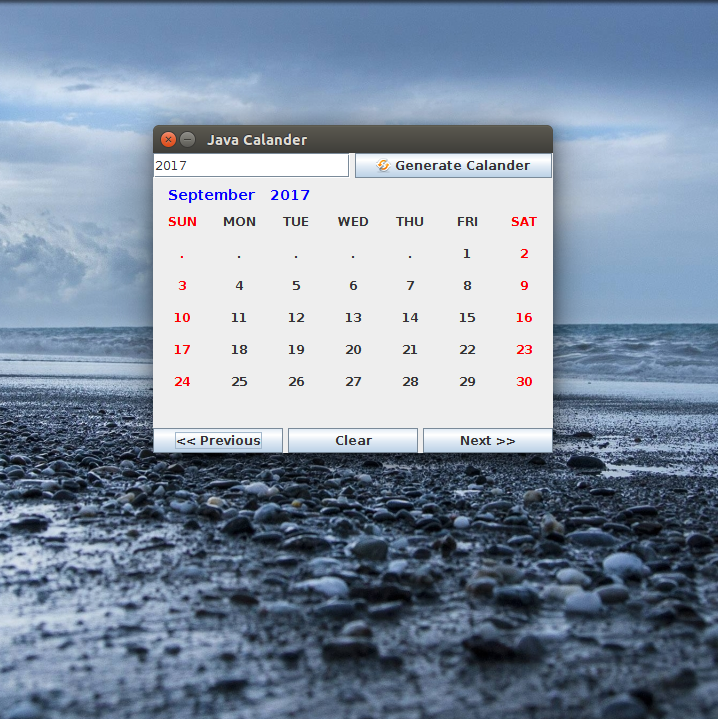 Java Calander
2017 Generate Calander
September 2017
SUN MON TUE WED THU FRI SAT
. . . . . 1 2
3 4 5 6 7 8 9
10 11 12 13 14 15 16
17 18 19 20 21 22 23
24 25 26 27 28 29 30
<< Previous Clear Next >>